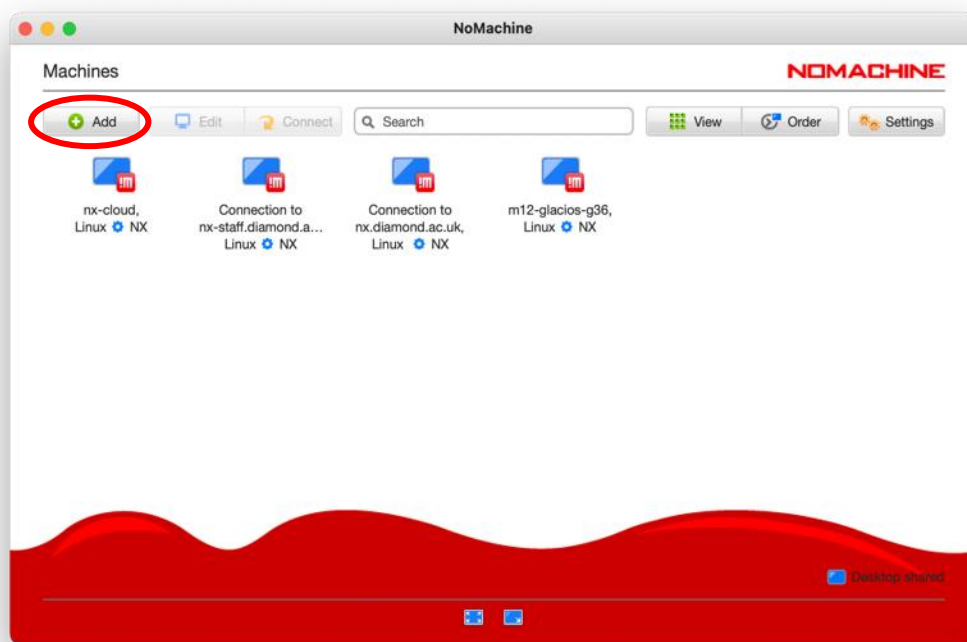 NoMachine
Machines
NOMACHINE
Add
Edit
Connect
Search
View
Order
Settings
nx-cloud,
Linux NX
Connection to
nx-staff.diamond.a...
Linux NX
Connection to
nx.diamond.ac.uk,
Linux NX
m12-glacios-g36,
Linux NX
Desktop shared